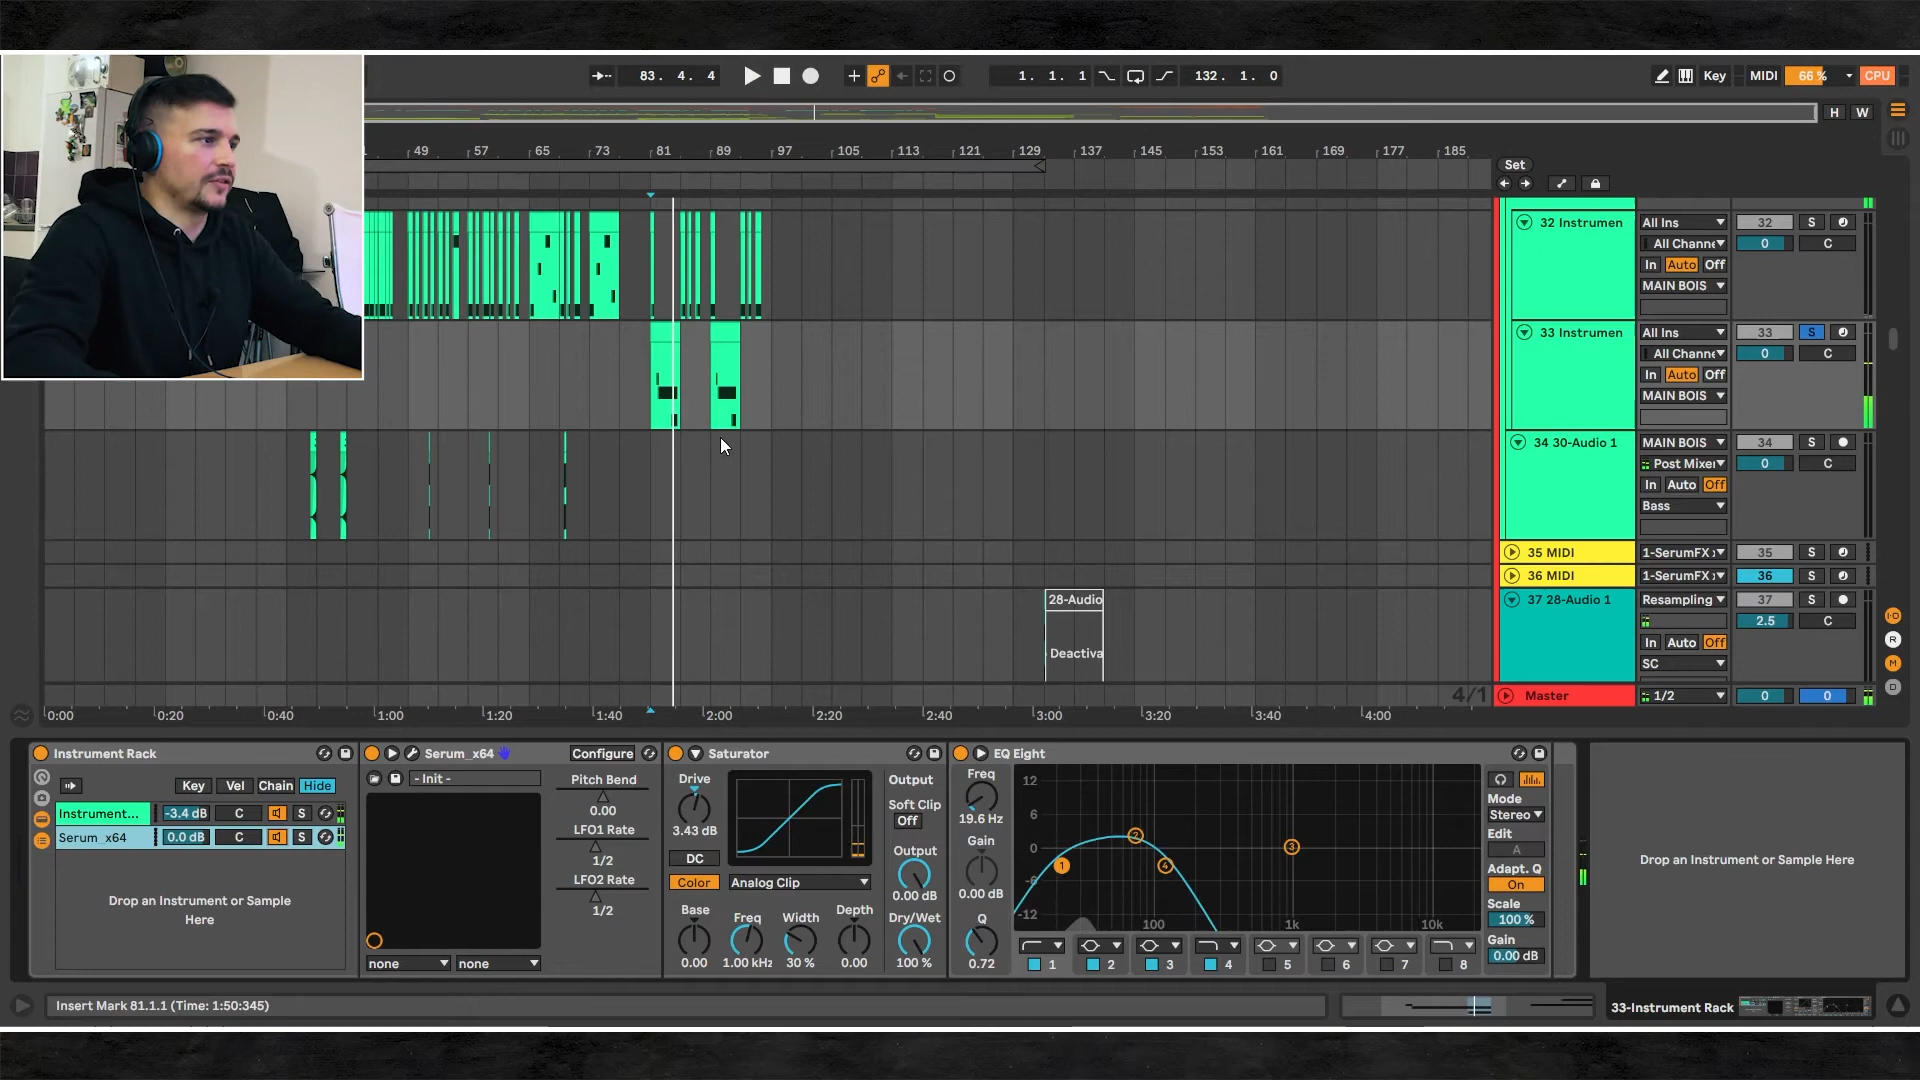 83. 4. 4
1. 1. 1
132. 1. 0
Key
MIDI
66 %
CPU
H
W
49
57
65
73
81
89
97
105
113
121
129
137
145
153
161
169
177
185
Set
32 Instrumen
All Ins
32
S
All Channe
0
C
In
Auto
Off
MAIN BOIS
33 Instrumen
All Ins
33
S
All Channe
0
C
In
Auto
Off
MAIN BOIS
34 30-Audio 1
MAIN BOIS
34
S
Post Mixer
0
C
In
Auto
Off
Bass
35 MIDI
1-SerumFX
35
S
36 MIDI
1-SerumFX
36
S
28-Audio
Deactiva
37 28-Audio 1
Resampling
37
S
2.5
C
In
Auto
Off
SC
4/1
Master
1/2
0
0
R
M
D
0:00
0:20
0:40
1:00
1:20
1:40
2:00
2:20
2:40
3:00
3:20
3:40
4:00
Instrument Rack
Key
Vel
Chain
Hide
Instrument...
-3.4 dB
C
S
Serum_x64
0.0 dB
C
S
Drop an Instrument or Sample
Here
Serum_x64
Configure
- Init -
Pitch Bend
0.00
LFO1 Rate
1/2
LFO2 Rate
1/2
none
none
Saturator
Drive
3.43 dB
DC
Color
Analog Clip
Base
0.00
Freq
1.00 kHz
Width
30 %
Depth
0.00
Output
Soft Clip
Off
Output
0.00 dB
Dry/Wet
100 %
EQ Eight
Freq
19.6 Hz
Gain
0.00 dB
Q
0.72
12
6
0
-6
-12
1
2
3
4
100
1k
10k
1
2
3
4
5
6
7
8
Mode
Stereo
Edit
A
Adapt. Q
On
Scale
100 %
Gain
0.00 dB
Drop an Instrument or Sample Here
Insert Mark 81.1.1 (Time: 1:50:345)
33-Instrument Rack